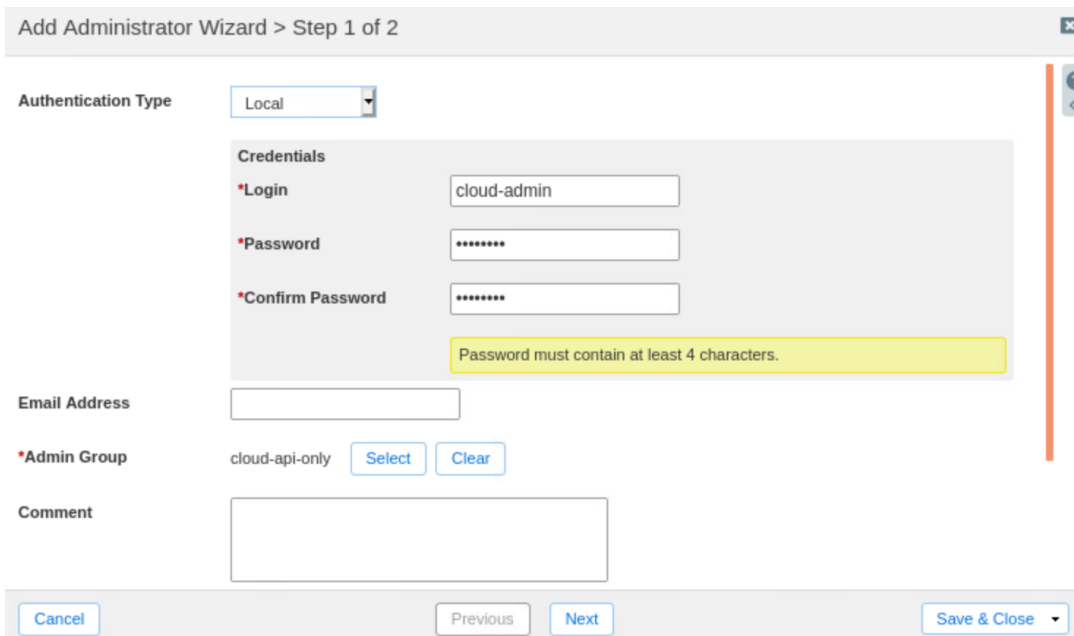 Add Administrator Wizard > Step 1 of 2
Authentication Type
Local
Credentials
*Login
cloud-admin
*Password
••••••••
*Confirm Password
••••••••
Password must contain at least 4 characters.
Email Address
*Admin Group
cloud-api-only
Select
Clear
Comment
Cancel
Previous
Next
Save & Close